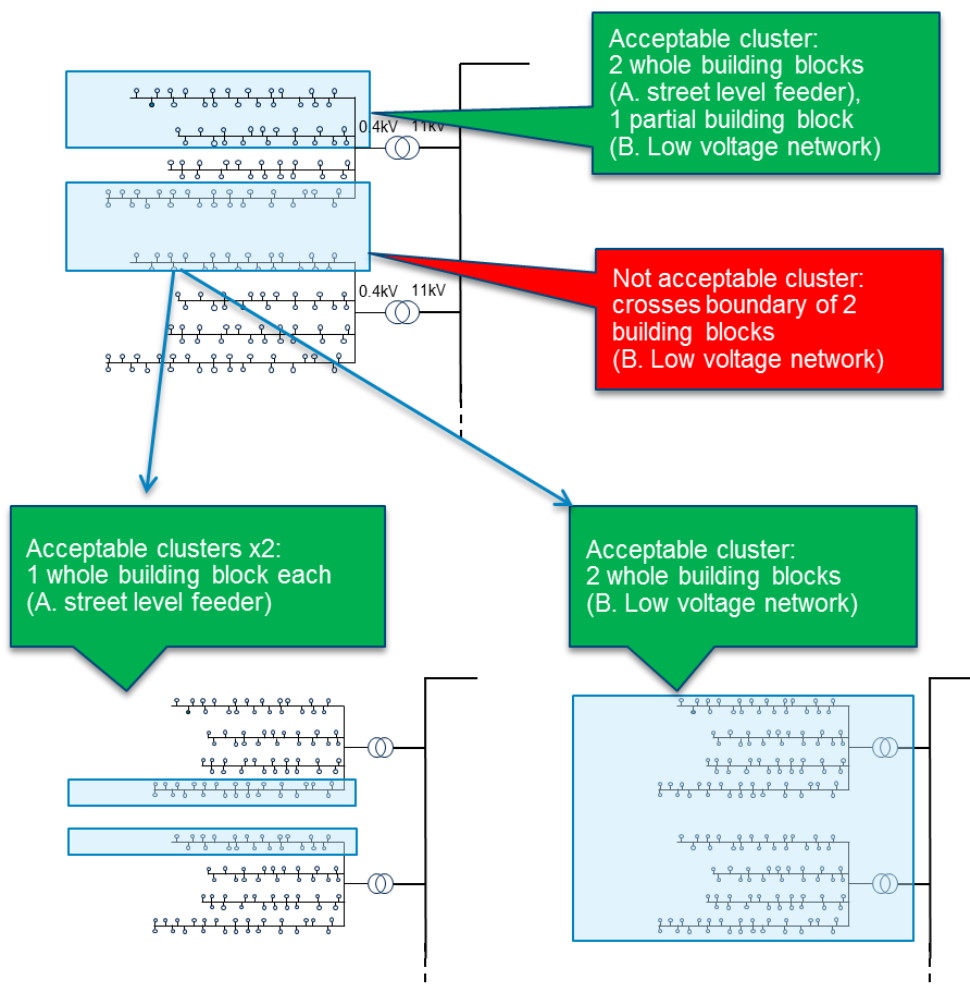 Acceptable cluster:
2 whole building blocks
(A. street level feeder),
1 partial building block
(B. Low voltage network)
0.4kV 11kV
Not acceptable cluster:
crosses boundary of 2
building blocks
(B. Low voltage network)
0.4kV 11kV
Acceptable clusters x2:
1 whole building block each
(A. street level feeder)
Acceptable cluster:
2 whole building blocks
(B. Low voltage network)